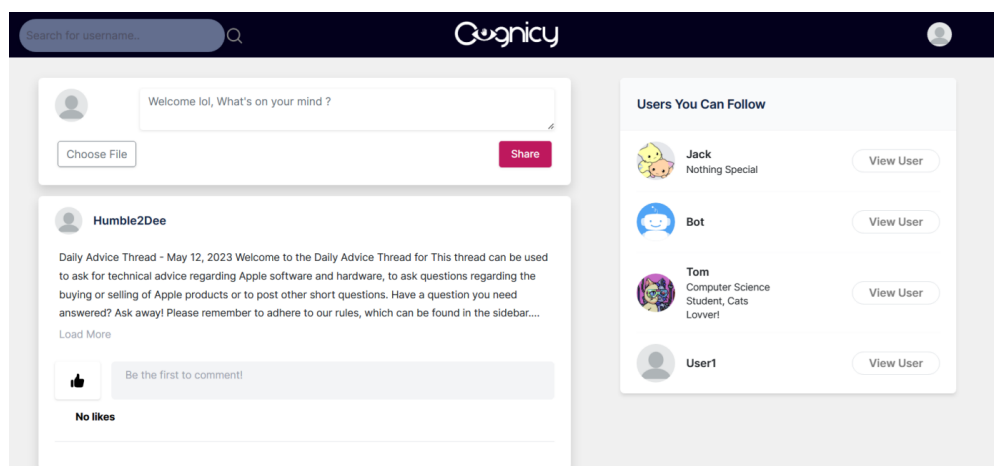 Search for username..
Cognicy
Welcome lol, What's on your mind ?
Choose File
Share
Humble2Dee
Daily Advice Thread - May 12, 2023 Welcome to the Daily Advice Thread for This thread can be used
to ask for technical advice regarding Apple software and hardware, to ask questions regarding the
buying or selling of Apple products or to post other short questions. Have a question you need
answered? Ask away! Please remember to adhere to our rules, which can be found in the sidebar....
Load More
Be the first to comment!
No likes
Users You Can Follow
Jack
Nothing Special
View User
Bot
View User
Tom
Computer Science
Student, Cats
Lovver!
View User
User1
View User